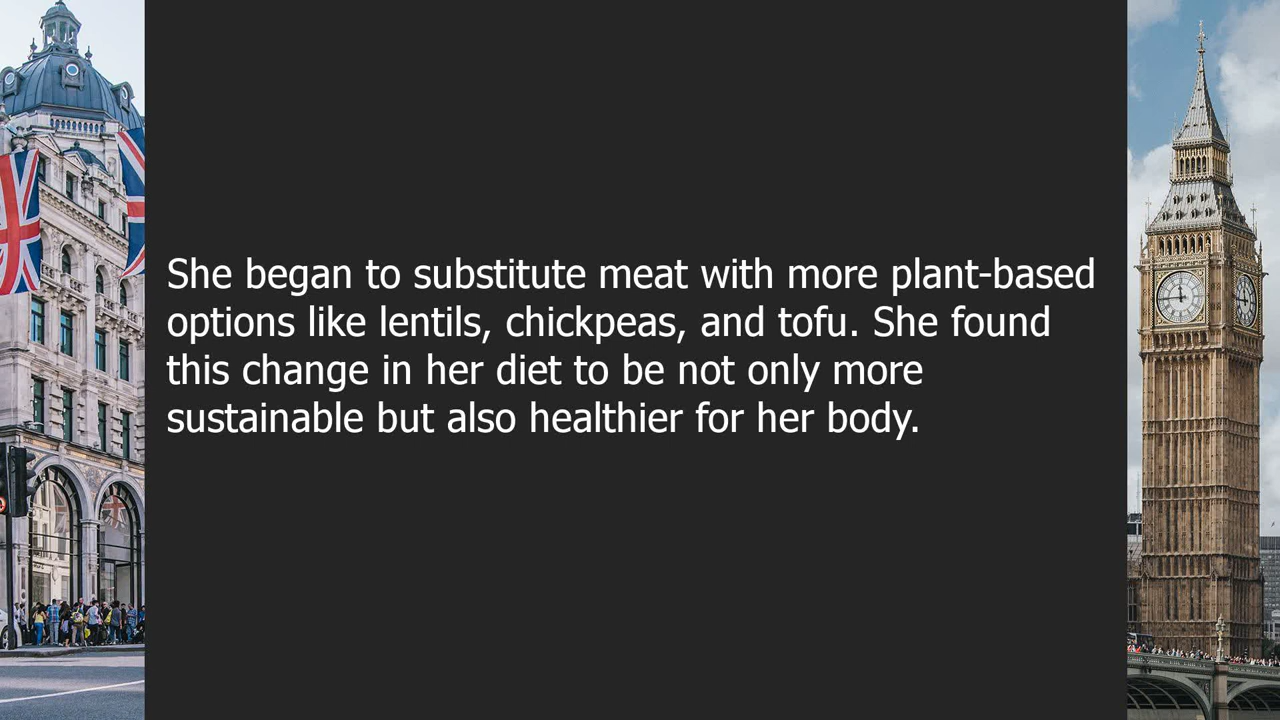 She began to substitute meat with more plant-based
options like lentils, chickpeas, and tofu. She found
this change in her diet to be not only more
sustainable but also healthier for her body.